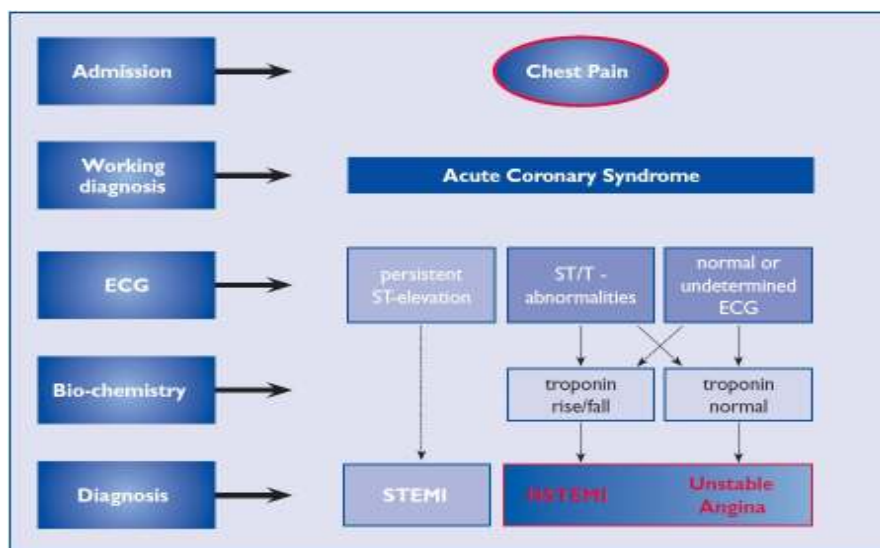 Admission
Chest Pain
Working
diagnosis
Acute Coronary Syndrome
ECG
persistent
ST-elevation
ST/T -
abnormalities
normal or
undetermined
ECG
Bio-chemistry
troponin
rise/fall
troponin
normal
Diagnosis
STEMI
NSTEMI
Unstable
Angina